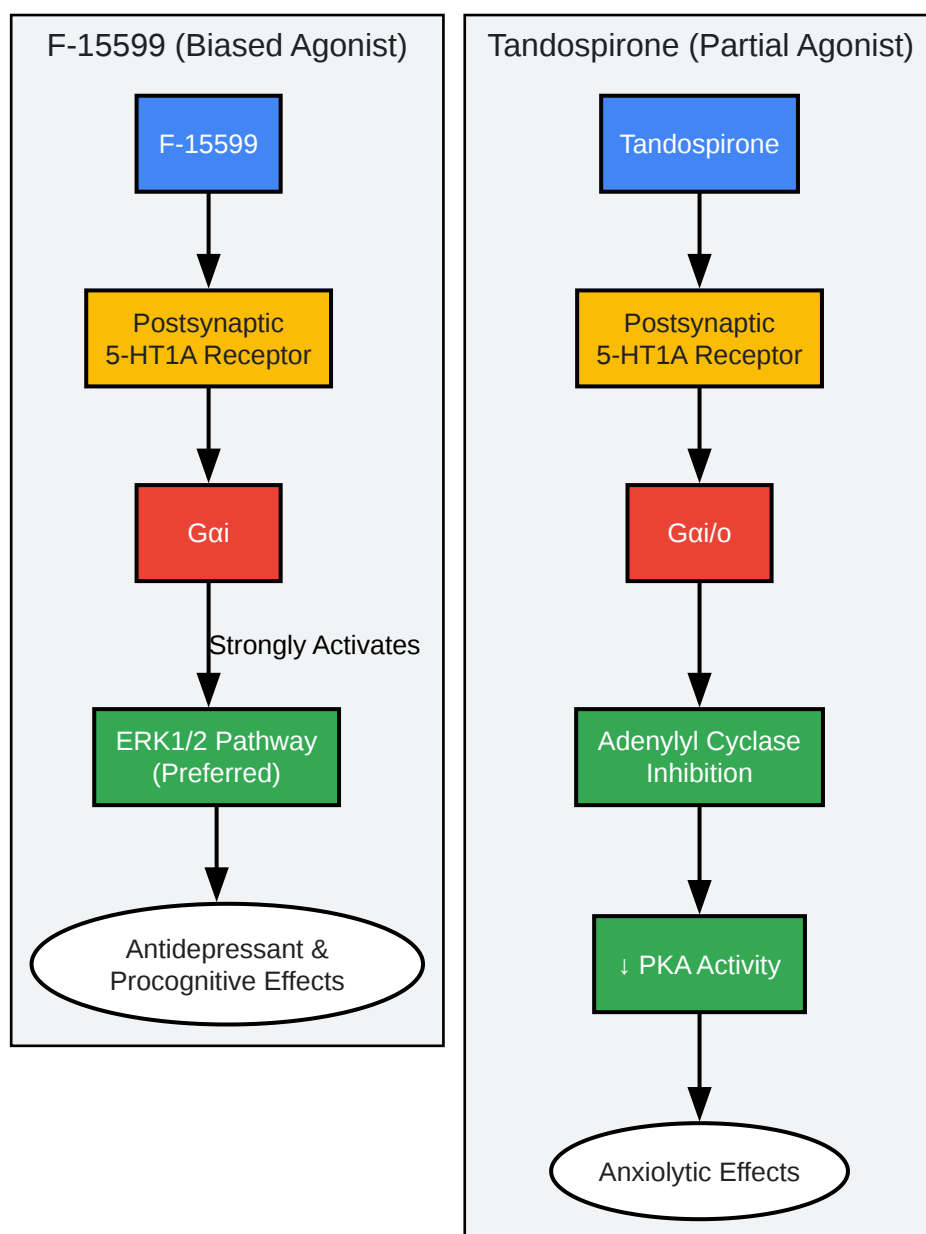 F-15599 (Biased Agonist)
F-15599
Postsynaptic
5-HT1A Receptor
Gαi
Strongly Activates
ERK1/2 Pathway
(Preferred)
Antidepressant &
Procognitive Effects
Tandospirone (Partial Agonist)
Tandospirone
Postsynaptic
5-HT1A Receptor
Gαi/o
Adenylyl Cyclase
Inhibition
↓ PKA Activity
Anxiolytic Effects